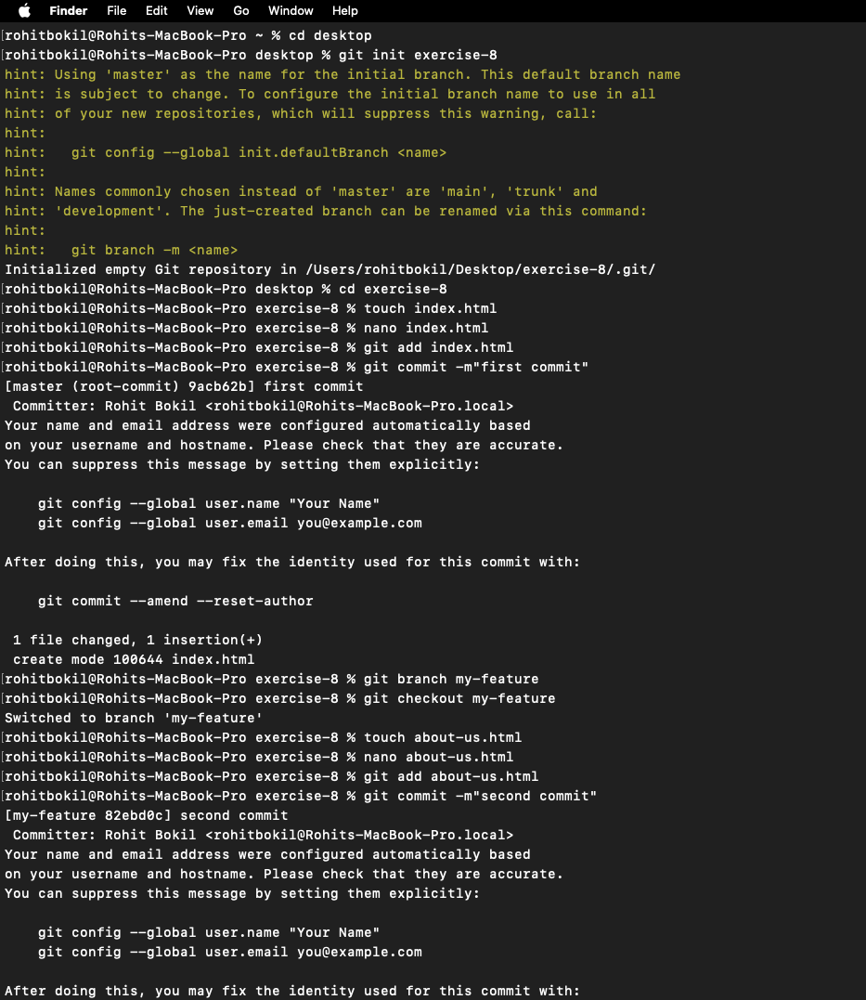 Finder File Edit View Go Window Help
[rohitbokil@Rohits-MacBook-Pro ~ % cd desktop
[rohitbokil@Rohits-MacBook-Pro desktop % git init exercise-8
hint: Using 'master' as the name for the initial branch. This default branch name
hint: is subject to change. To configure the initial branch name to use in all
hint: of your new repositories, which will suppress this warning, call:
hint:
hint:   git config --global init.defaultBranch <name>
hint:
hint: Names commonly chosen instead of 'master' are 'main', 'trunk' and
hint: 'development'. The just-created branch can be renamed via this command:
hint:
hint:   git branch -m <name>
Initialized empty Git repository in /Users/rohitbokil/Desktop/exercise-8/.git/
[rohitbokil@Rohits-MacBook-Pro desktop % cd exercise-8
[rohitbokil@Rohits-MacBook-Pro exercise-8 % touch index.html
[rohitbokil@Rohits-MacBook-Pro exercise-8 % nano index.html
[rohitbokil@Rohits-MacBook-Pro exercise-8 % git add index.html
[rohitbokil@Rohits-MacBook-Pro exercise-8 % git commit -m"first commit"
[master (root-commit) 9acb62b] first commit
 Committer: Rohit Bokil <rohitbokil@Rohits-MacBook-Pro.local>
Your name and email address were configured automatically based
on your username and hostname. Please check that they are accurate.
You can suppress this message by setting them explicitly:

    git config --global user.name "Your Name"
    git config --global user.email you@example.com

After doing this, you may fix the identity used for this commit with:

    git commit --amend --reset-author

 1 file changed, 1 insertion(+)
 create mode 100644 index.html
[rohitbokil@Rohits-MacBook-Pro exercise-8 % git branch my-feature
[rohitbokil@Rohits-MacBook-Pro exercise-8 % git checkout my-feature
Switched to branch 'my-feature'
[rohitbokil@Rohits-MacBook-Pro exercise-8 % touch about-us.html
[rohitbokil@Rohits-MacBook-Pro exercise-8 % nano about-us.html
[rohitbokil@Rohits-MacBook-Pro exercise-8 % git add about-us.html
[rohitbokil@Rohits-MacBook-Pro exercise-8 % git commit -m"second commit"
[my-feature 82ebd0c] second commit
 Committer: Rohit Bokil <rohitbokil@Rohits-MacBook-Pro.local>
Your name and email address were configured automatically based
on your username and hostname. Please check that they are accurate.
You can suppress this message by setting them explicitly:

    git config --global user.name "Your Name"
    git config --global user.email you@example.com

After doing this, you may fix the identity used for this commit with: